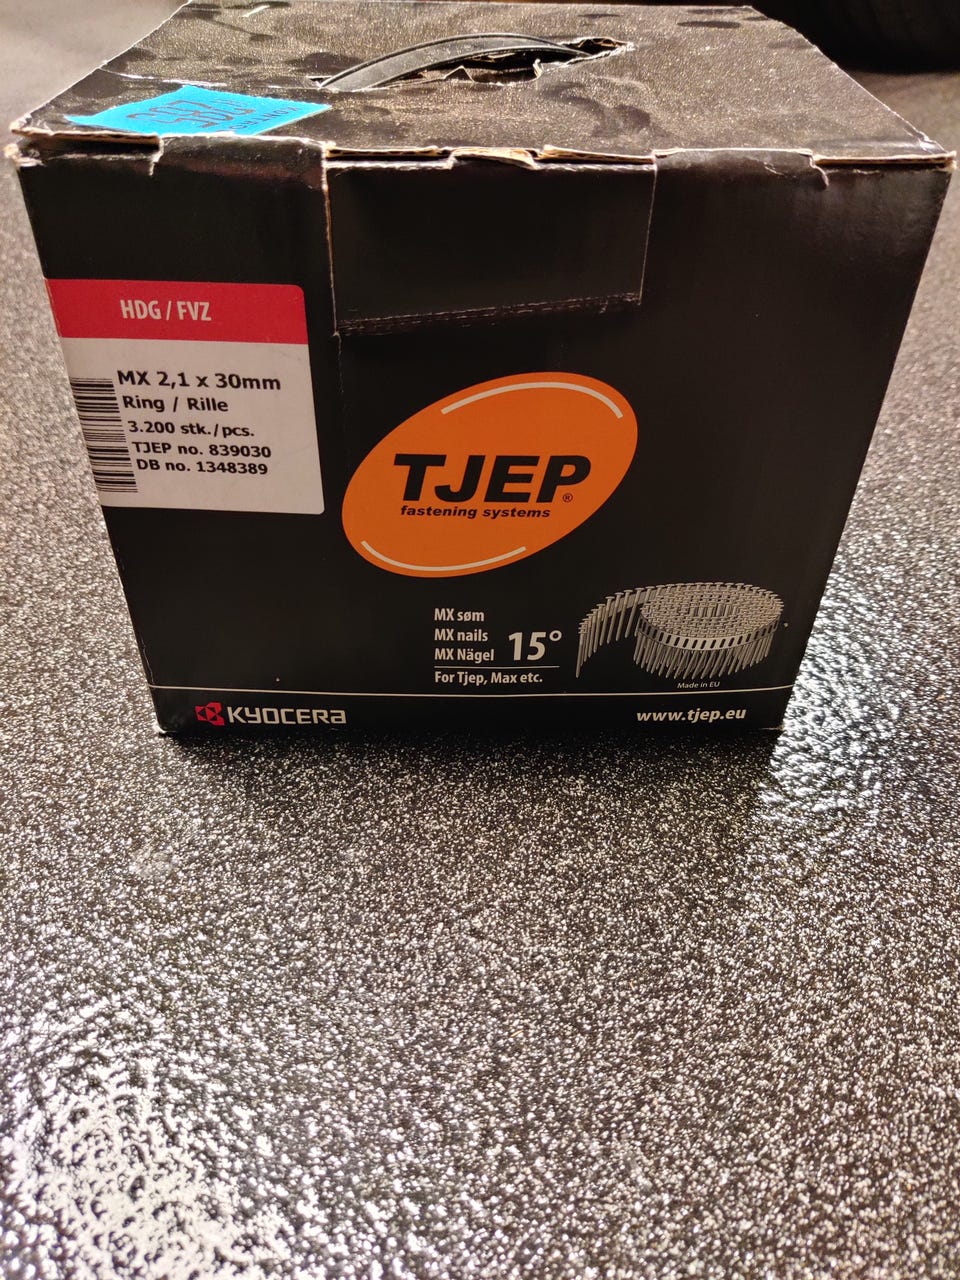 HDG / FVZ
MX 2,1 x 30mm
Ring / Rille
3.200 stk./pcs.
TJEP no. 839030
DB no. 1348389
TJEP®
fastening systems
MX søm
MX nails
MX Nägel
15°
For Tjep, Max etc.
Made in EU
KYOCERA
www.tjep.eu